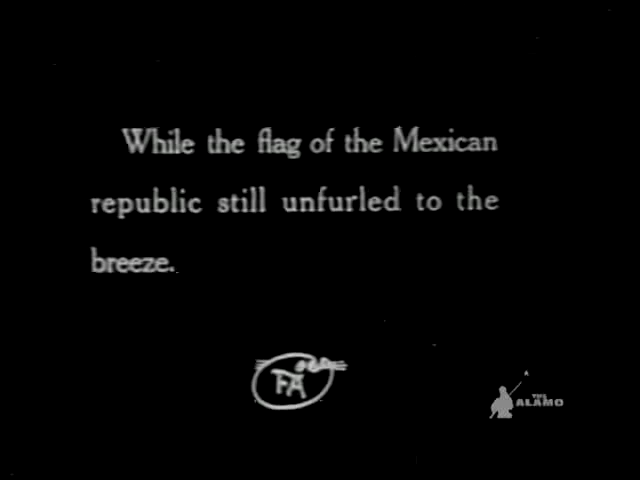 While the flag of the Mexican
republic still unfurled to the
breeze.
FA
THE
ALAMO